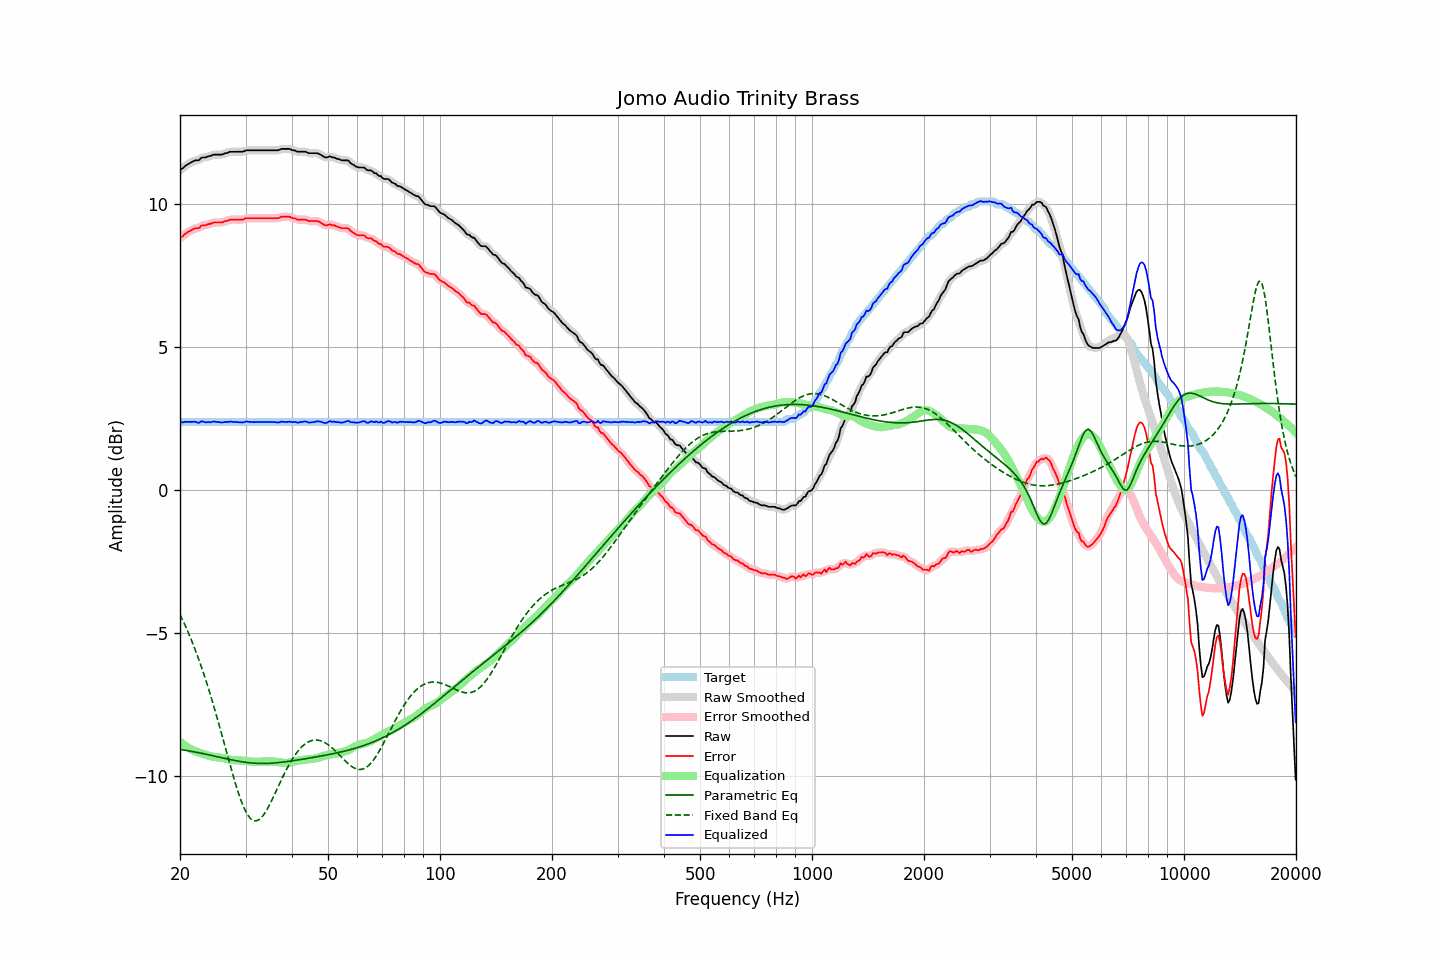 Jomo Audio Trinity Brass
Amplitude (dBr)
10
5
0
−5
−10
Target
Raw Smoothed
Error Smoothed
Raw
Error
Equalization
Parametric Eq
Fixed Band Eq
Equalized
20 50 100 200 500 1000 2000 5000 10000 20000
Frequency (Hz)